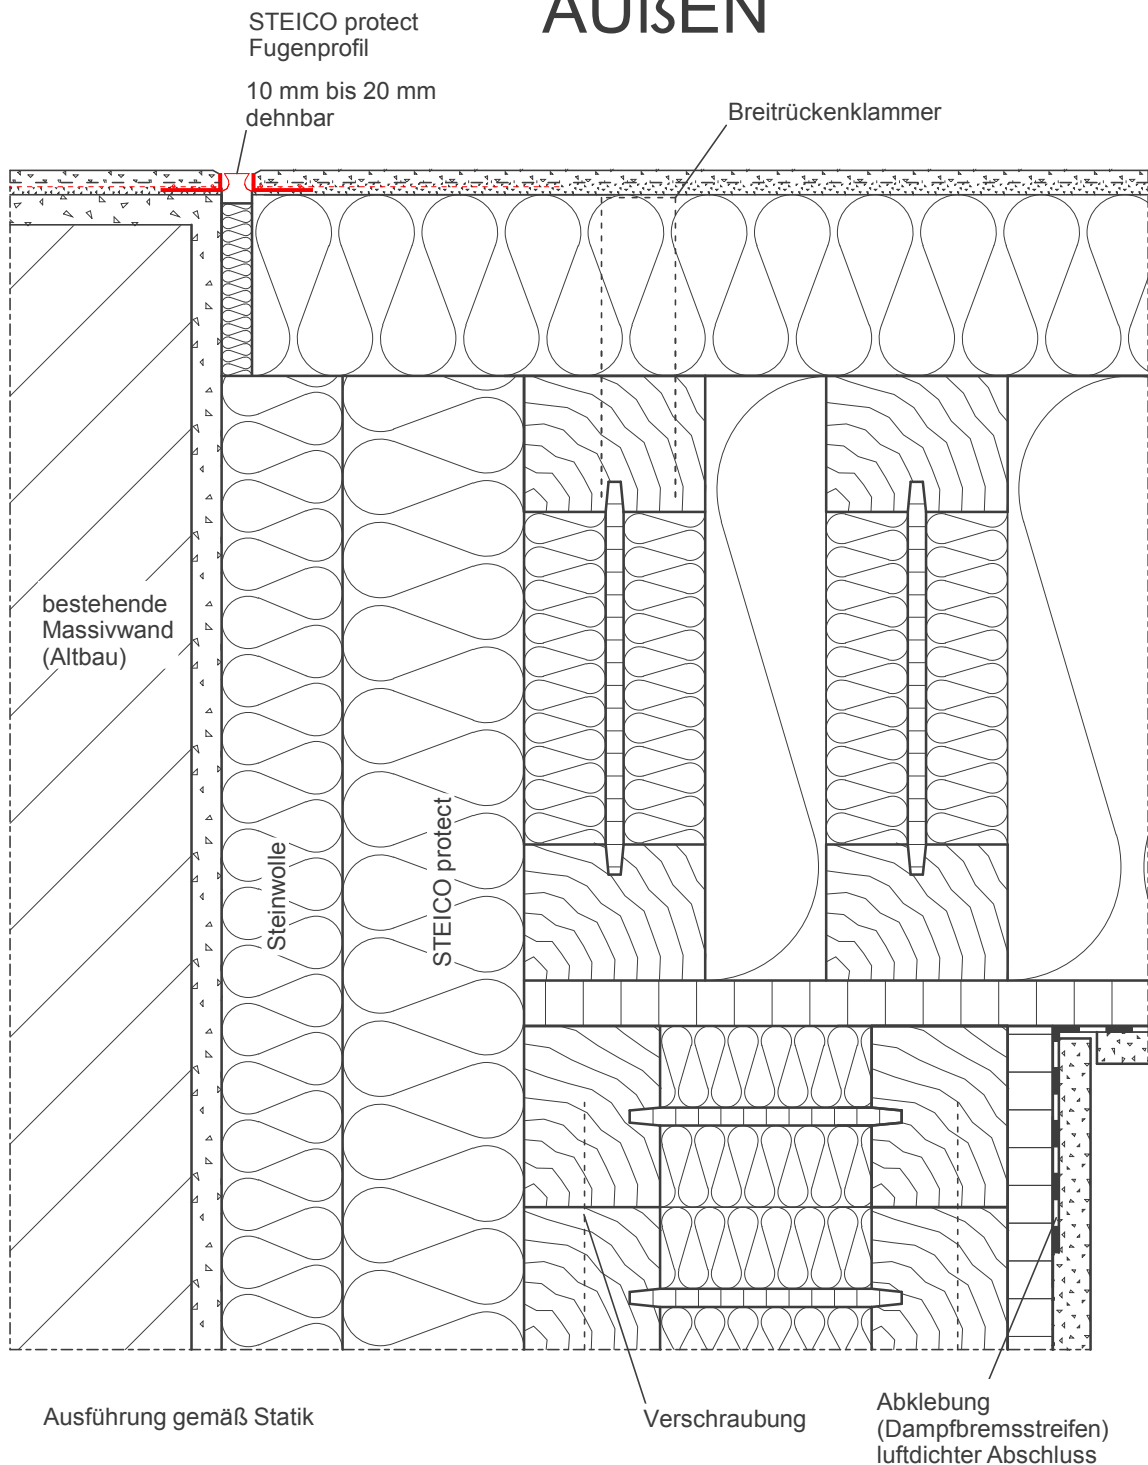 AUßEN
STEICO protect
Fugenprofil
10 mm bis 20 mm
dehnbar
Breitrückenklammer
bestehende
Massivwand
(Altbau)
Steinwolle
STEICO protect
Ausführung gemäß Statik
Verschraubung
Abklebung
(Dampfbremsstreifen)
luftdichter Abschluss